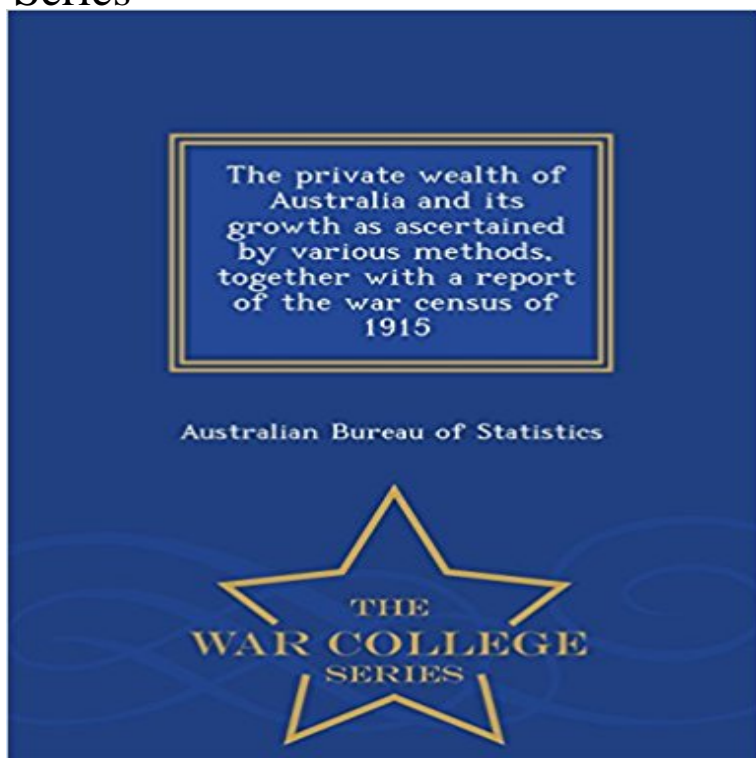 Series
The private wealth of
Australia and its
growth as ascertained
by various methods,
together with a report
of the war census of
1915
Australian Bureau of Statistics
THE
WAR COLLEGE
SERIES